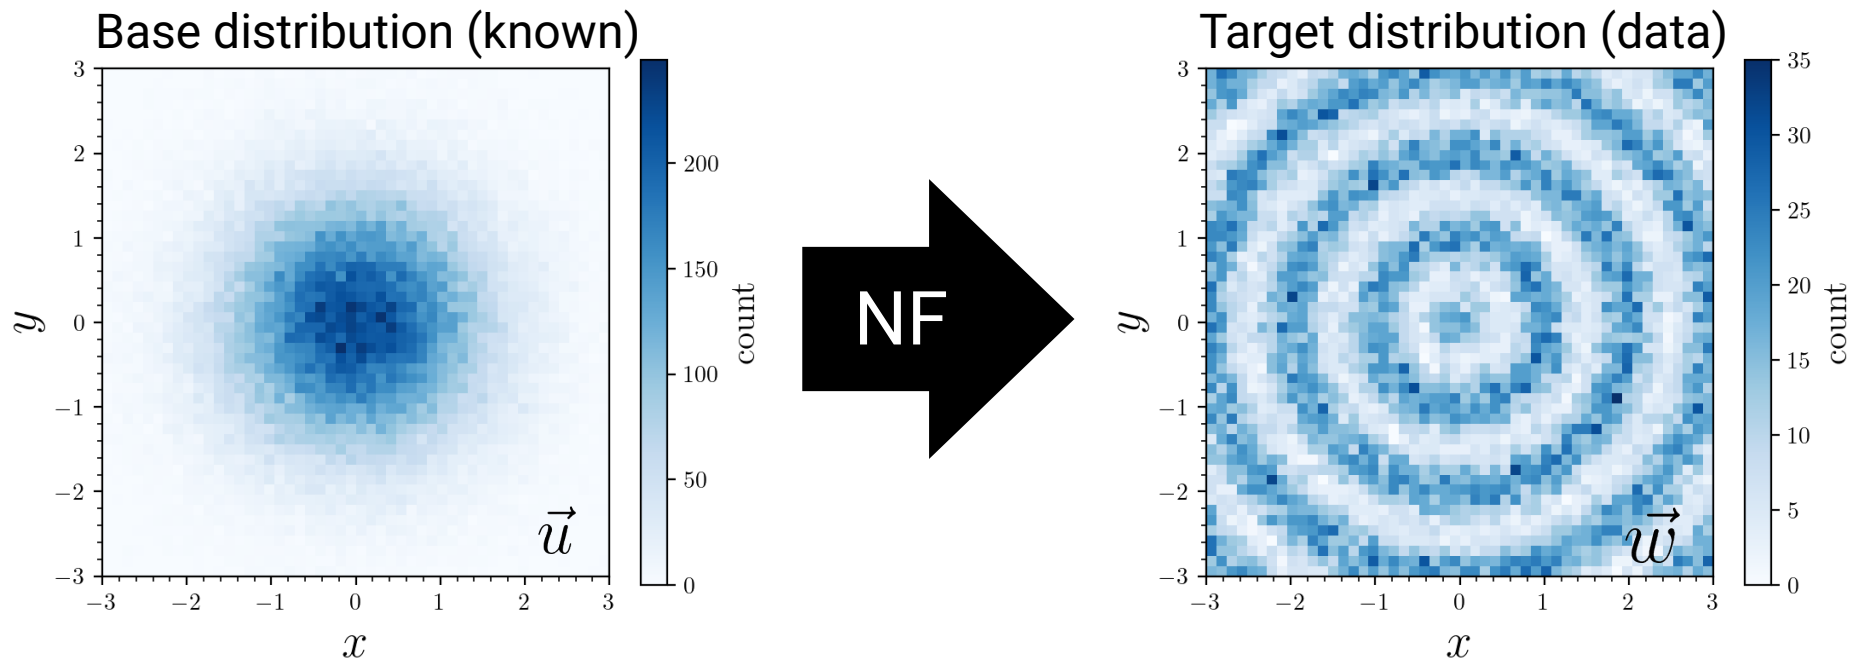 Base distribution (known)
3
2
1
0
−1
−2
−3
−3 −2 −1 0 1 2 3
y
x
u⃗
200
150
100
50
0
count
NF
Target distribution (data)
3
2
1
0
−1
−2
−3
−3 −2 −1 0 1 2 3
y
x
w⃗
35
30
25
20
15
10
5
0
count